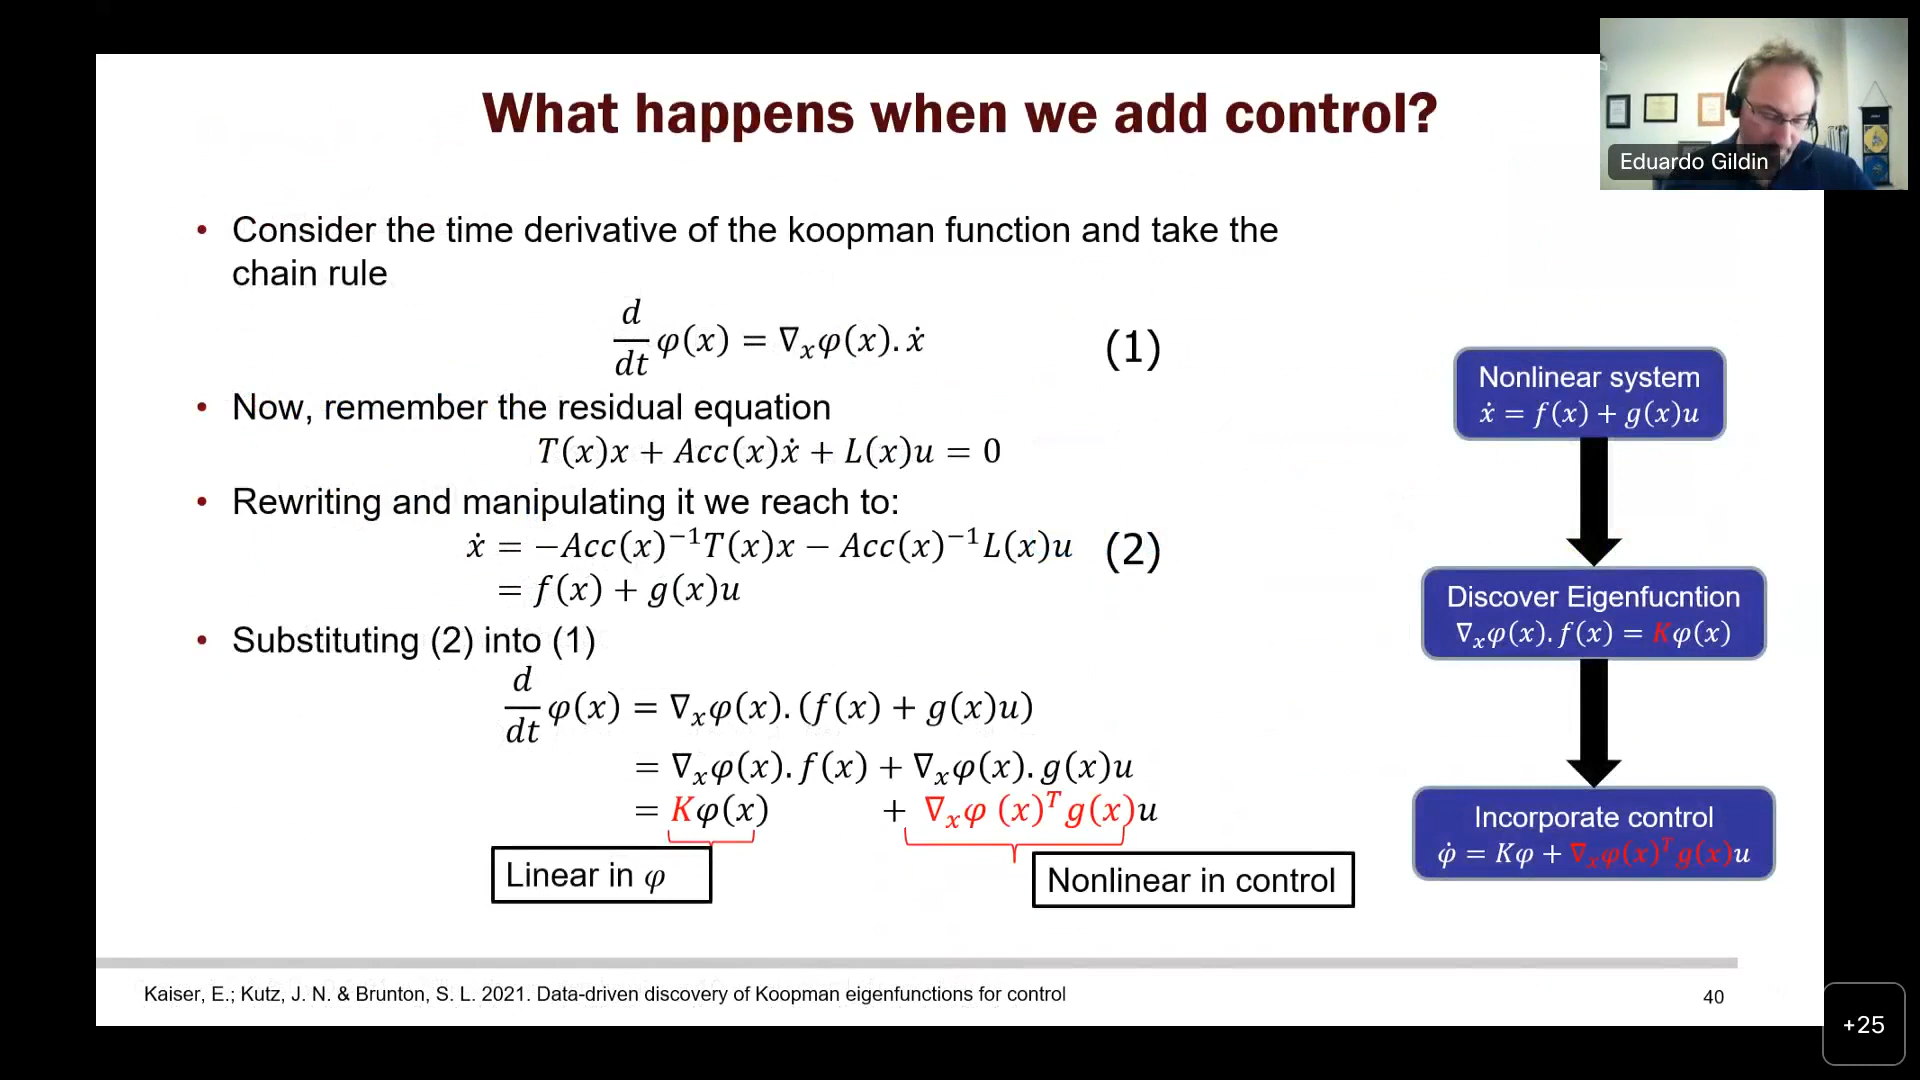 What happens when we add control?
Eduardo Gildin
• Consider the time derivative of the koopman function and take the
chain rule
d/dt φ(x) = ∇ₓφ(x). ẋ (1)
• Now, remember the residual equation
T(x)x + Acc(x)ẋ + L(x)u = 0
• Rewriting and manipulating it we reach to:
ẋ = −Acc(x)⁻¹T(x)x − Acc(x)⁻¹L(x)u (2)
= f(x) + g(x)u
• Substituting (2) into (1)
d/dt φ(x) = ∇ₓφ(x). (f(x) + g(x)u)
= ∇ₓφ(x). f(x) + ∇ₓφ(x). g(x)u
= Kφ(x) + ∇ₓφ (x)ᵀg(x)u
Linear in φ
Nonlinear in control
Nonlinear system
ẋ = f(x) + g(x)u
Discover Eigenfucntion
∇ₓφ(x). f(x) = Kφ(x)
Incorporate control
φ̇ = Kφ + ∇ₓφ(x)ᵀg(x)u
Kaiser, E.; Kutz, J. N. & Brunton, S. L. 2021. Data-driven discovery of Koopman eigenfunctions for control
40
+25